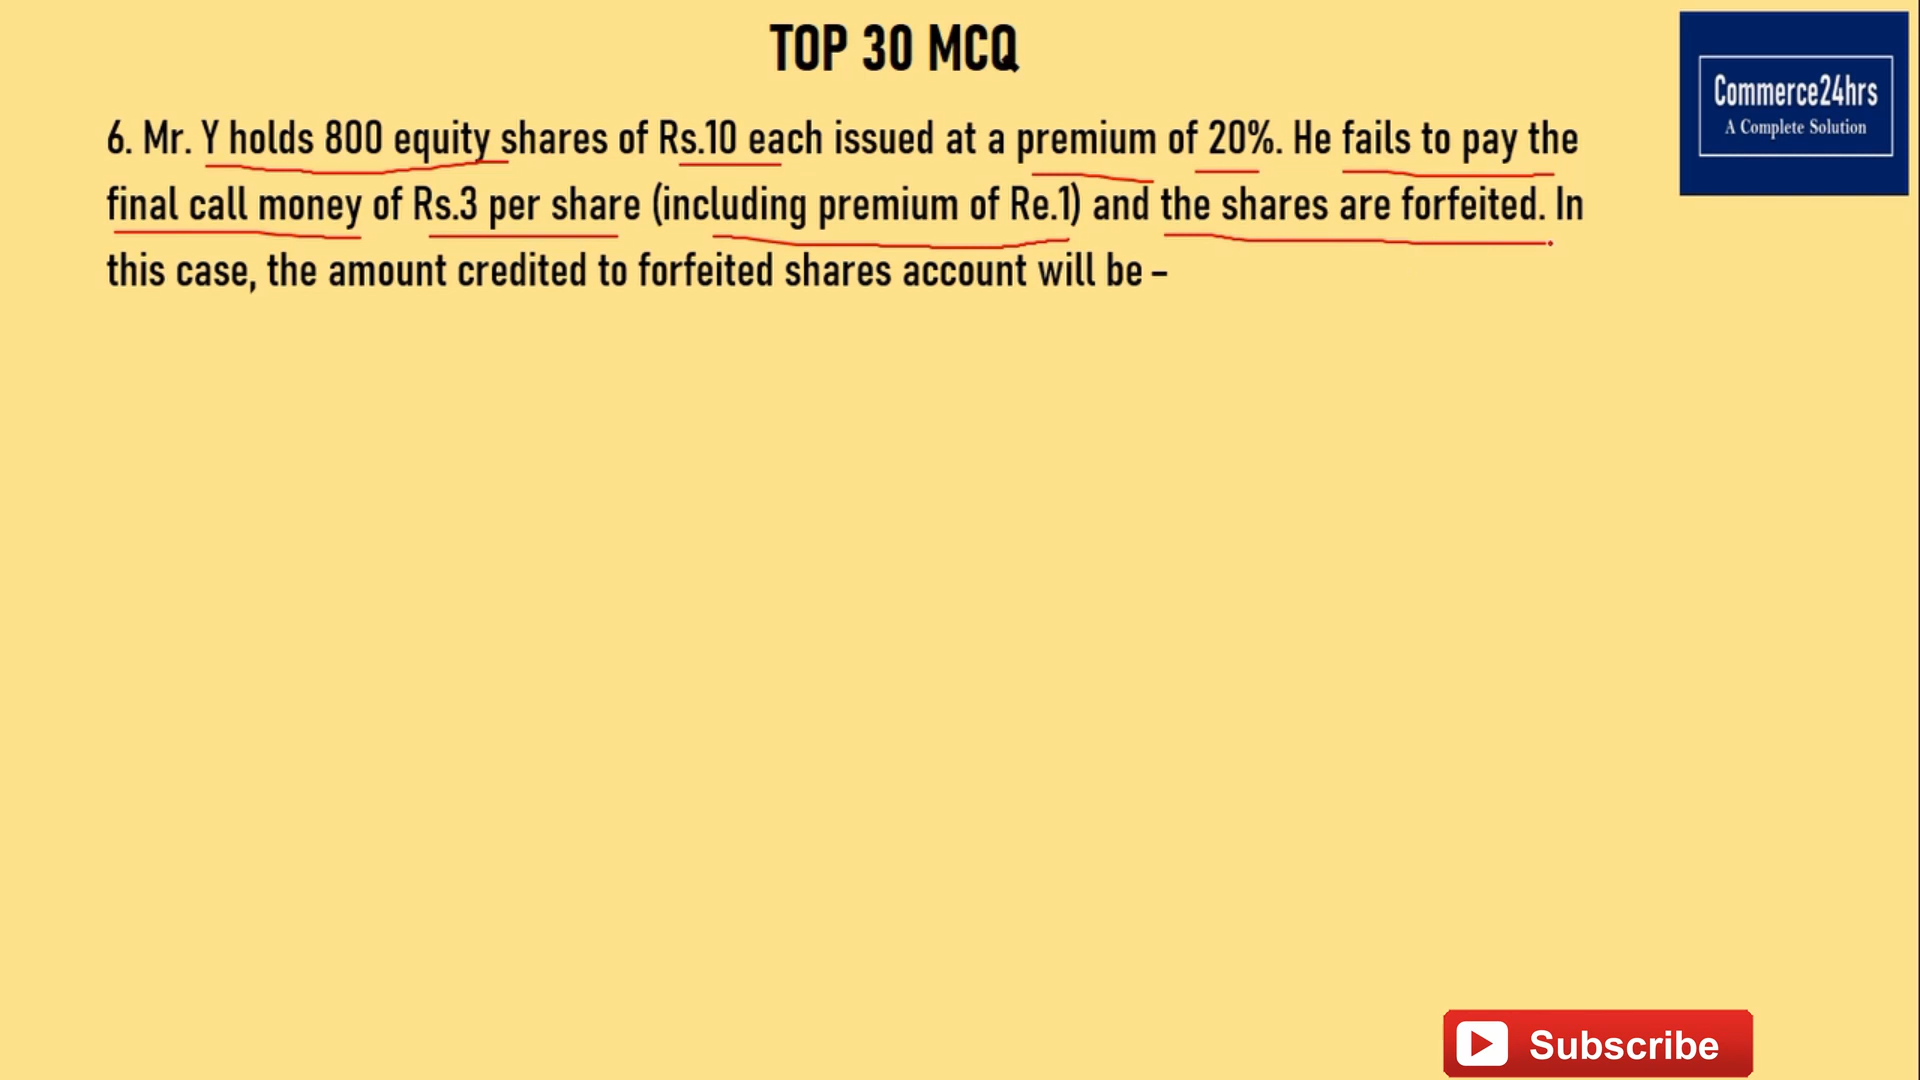 TOP 30 MCQ
Commerce24hrs
A Complete Solution
6. Mr. Y holds 800 equity shares of Rs.10 each issued at a premium of 20%. He fails to pay the
final call money of Rs.3 per share (including premium of Re.1) and the shares are forfeited. In
this case, the amount credited to forfeited shares account will be –
Subscribe